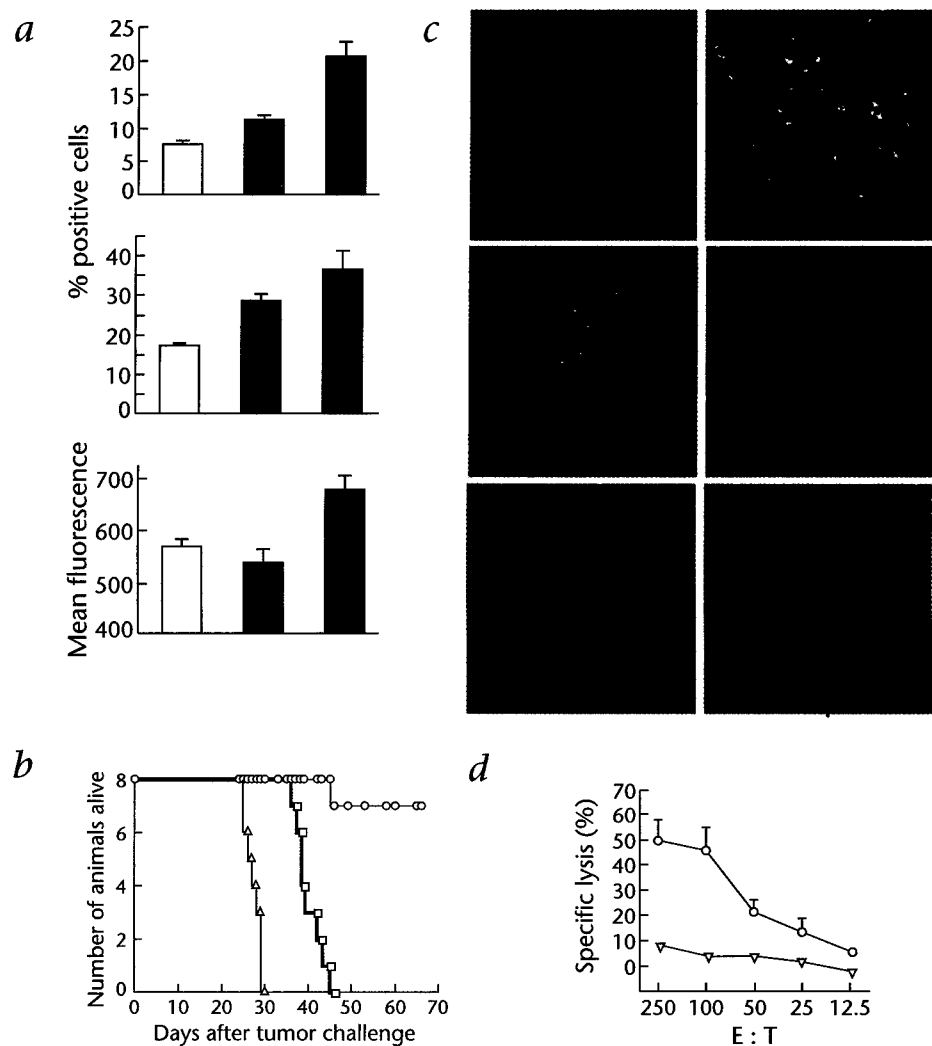 a
25
20
15
10
5
0
40
30
20
10
0
% positive cells
700
600
500
400
Mean fluorescence
b
8
6
4
2
0
Number of animals alive
0 10 20 30 40 50 60 70
Days after tumor challenge
c
d
70
60
50
40
30
20
10
0
Specific lysis (%)
250 100 50 25 12.5
E : T